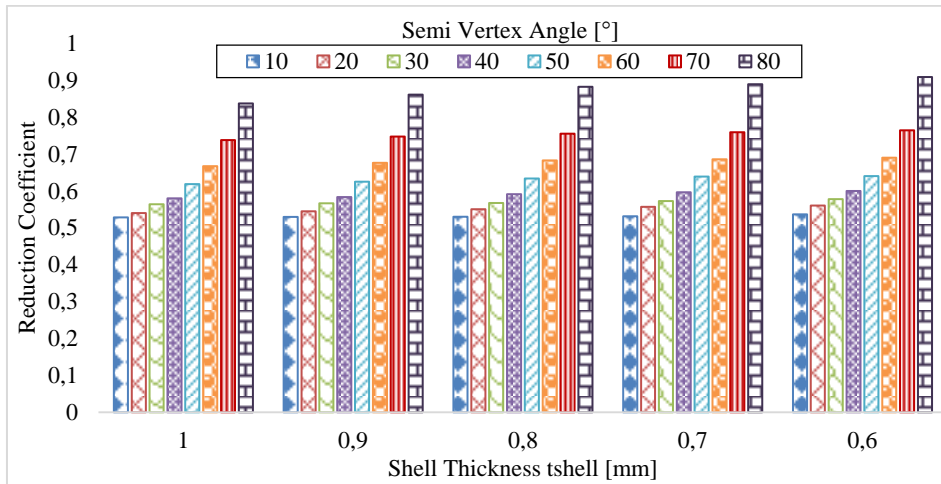 Semi Vertex Angle [°]
10 20 30 40 50 60 70 80
Reduction Coefficient
1
0,9
0,8
0,7
0,6
0,5
0,4
0,3
0,2
0,1
0
1 0,9 0,8 0,7 0,6
Shell Thickness tshell [mm]